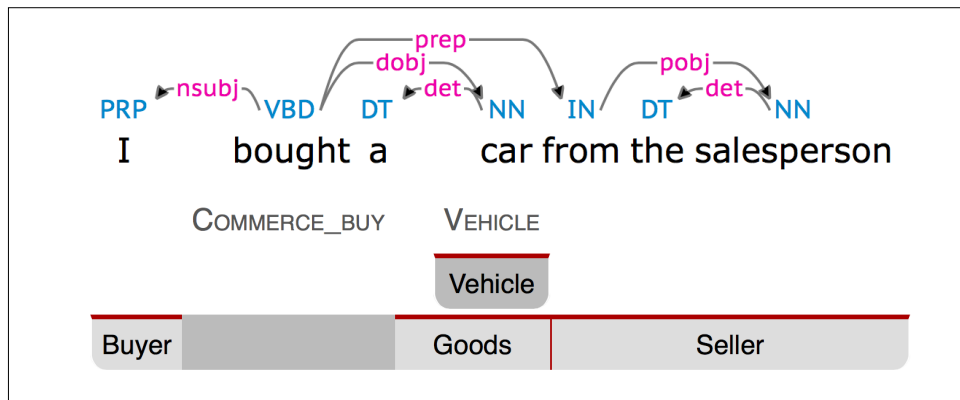 prep
dobj pobj
nsubj det det
PRP VBD DT NN IN DT NN
I bought a car from the salesperson
COMMERCE_BUY VEHICLE
Vehicle
Buyer Goods Seller